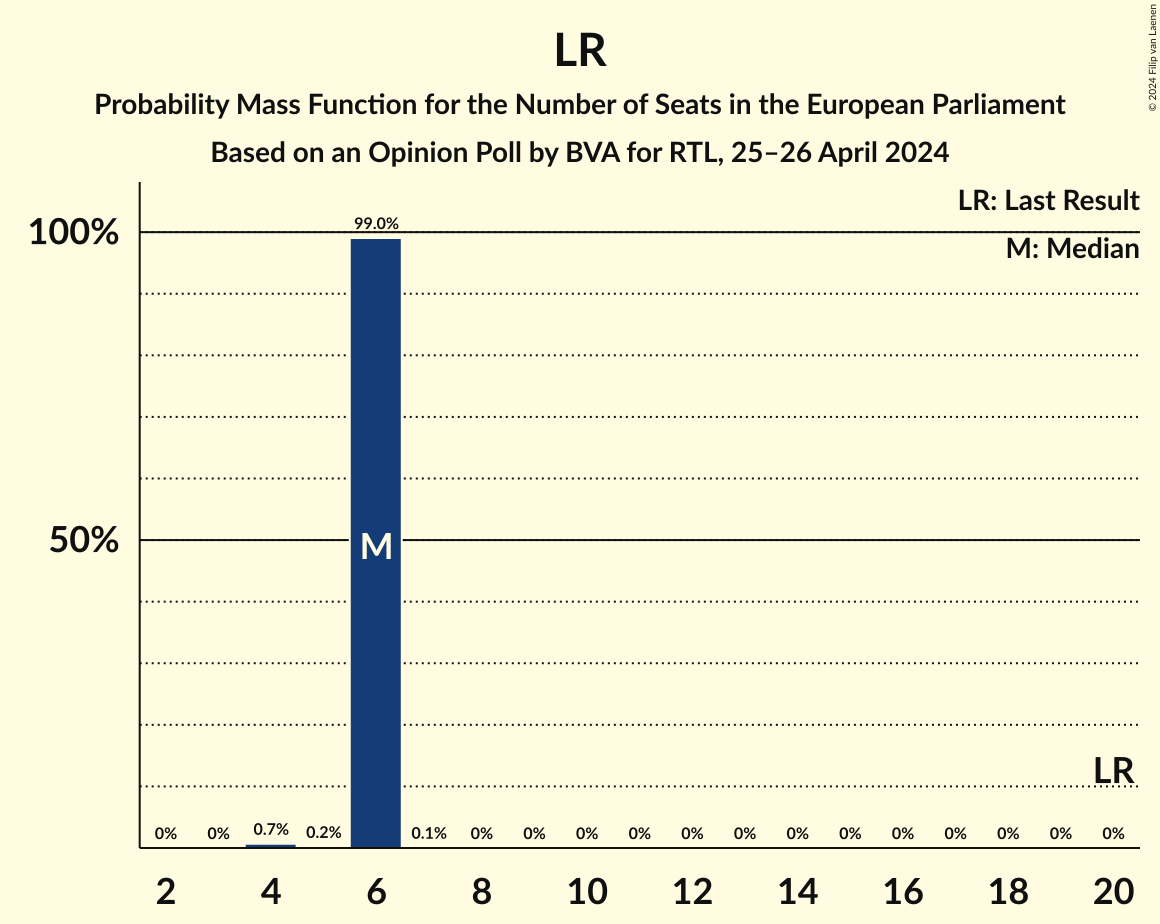 LR
Probability Mass Function for the Number of Seats in the European Parliament
Based on an Opinion Poll by BVA for RTL, 25–26 April 2024
© 2024 Filip van Laenen
LR: Last Result
M: Median
100%
50%
99.0%
M
LR
0% 0% 0.7% 0.2% 0.1% 0% 0% 0% 0% 0% 0% 0% 0% 0% 0% 0% 0% 0%
2 4 6 8 10 12 14 16 18 20